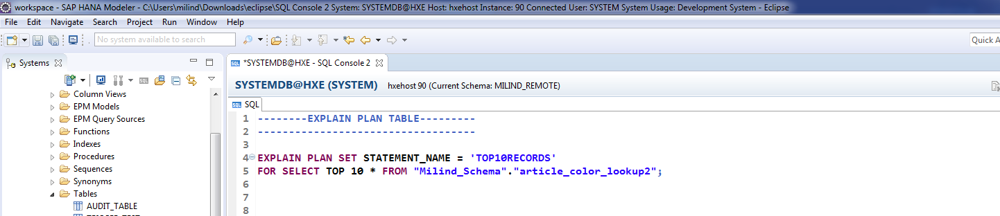 workspace - SAP HANA Modeler - C:\Users\milind\Downloads\eclipse\SQL Console 2 System: SYSTEMDB@HXE Host: hxehost Instance: 90 Connected User: SYSTEM System Usage: Development System - Eclipse
File Edit Navigate Search Project Run Window Help
No system available to search
Quick A
Systems
*SYSTEMDB@HXE - SQL Console 2
SQL
SYSTEMDB@HXE (SYSTEM) hxehost 90 (Current Schema: MILIND_REMOTE)
SQL
Column Views
EPM Models
EPM Query Sources
Functions
Indexes
Procedures
Sequences
Synonyms
Tables
AUDIT_TABLE
1 --------EXPLAIN PLAN TABLE---------
2 -----------------------------------
3
4 EXPLAIN PLAN SET STATEMENT_NAME = 'TOP10RECORDS'
5 FOR SELECT TOP 10 * FROM "Milind_Schema"."article_color_lookup2";
6
7
8